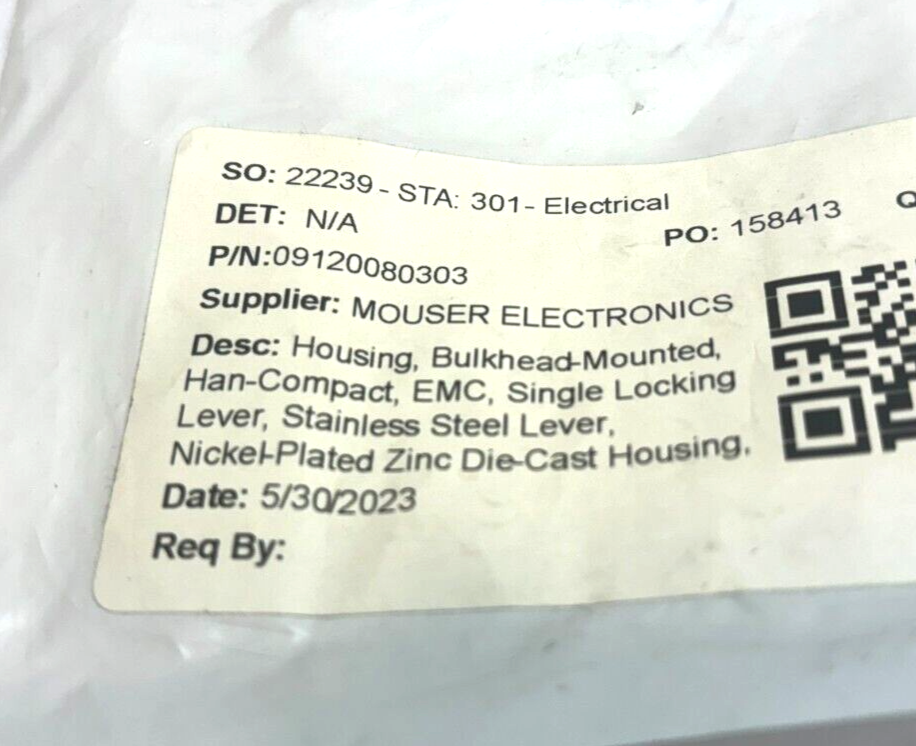 SO: 22239 - STA: 301- Electrical
DET: N/A
PO: 158413
Q
P/N:09120080303
Supplier: MOUSER ELECTRONICS
Desc: Housing, Bulkhead-Mounted,
Han-Compact, EMC, Single Locking
Lever, Stainless Steel Lever,
Nickel-Plated Zinc Die-Cast Housing,
Date: 5/30/2023
Req By: